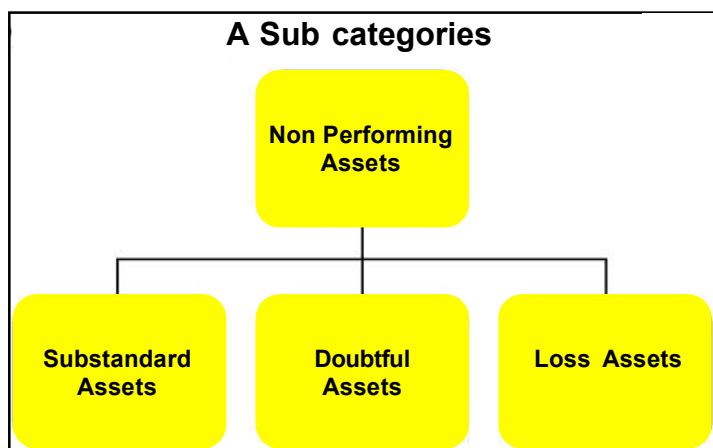 A Sub categories
Non Performing
Assets
Substandard
Assets
Doubtful
Assets
Loss Assets